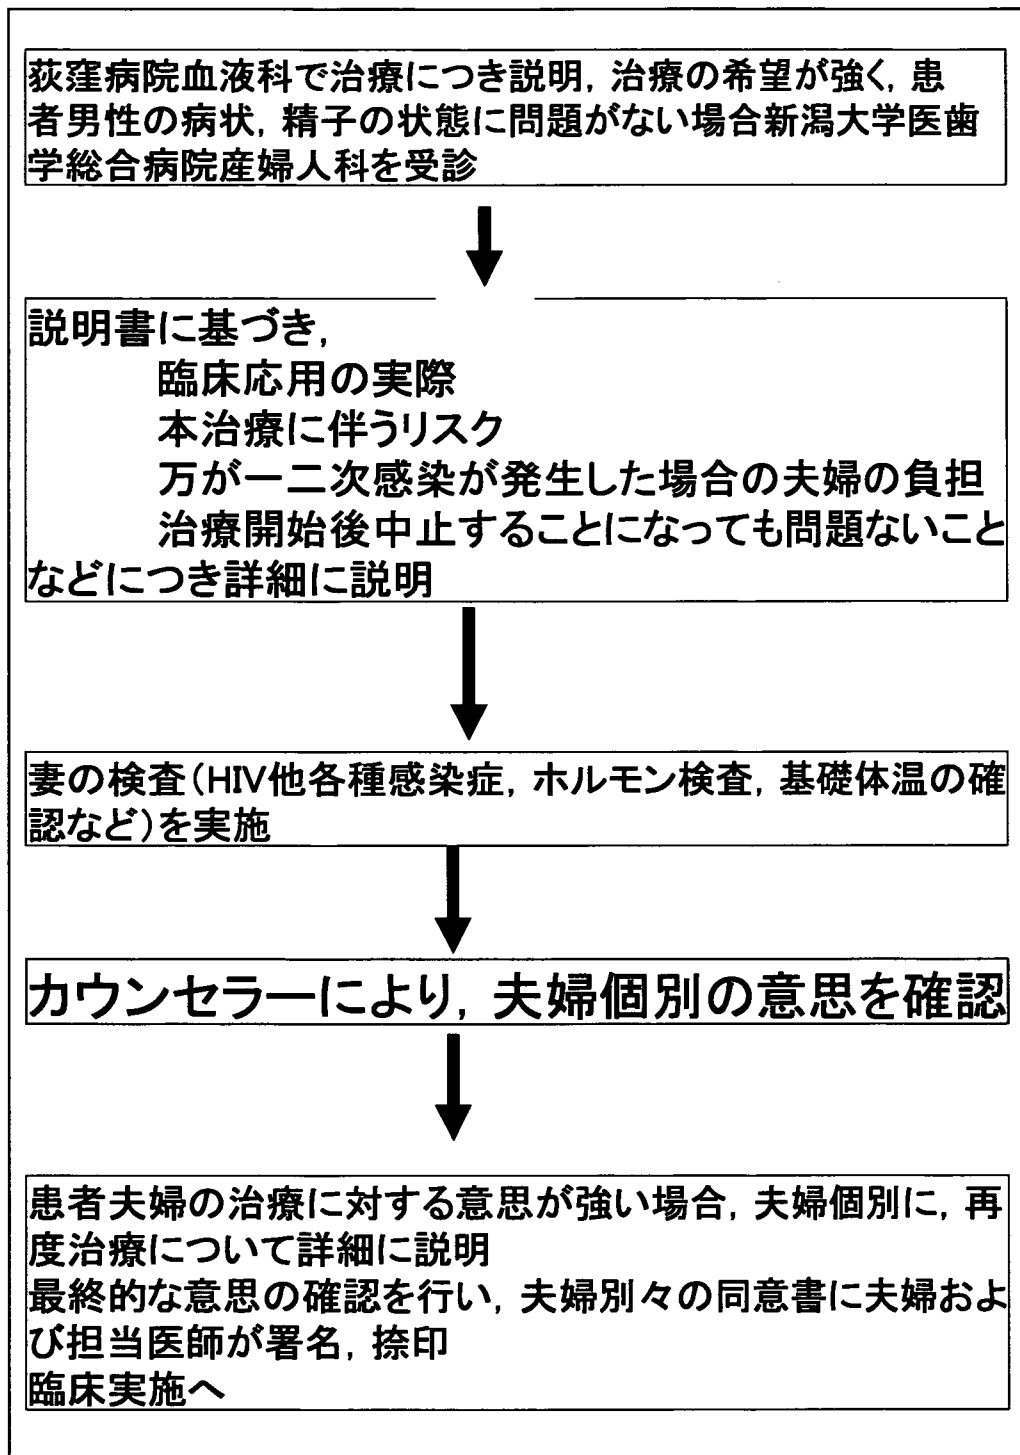 荻窪病院血液科で治療につき説明，治療の希望が強く，患
者男性の病状，精子の状態に問題がない場合新潟大学医歯
学総合病院産婦人科を受診
説明書に基づき，
臨床応用の実際
本治療に伴うリスク
万が一二次感染が発生した場合の夫婦の負担
治療開始後中止することになっても問題ないこと
などにつき詳細に説明
妻の検査（HIV他各種感染症，ホルモン検査，基礎体温の確
認など）を実施
カウンセラーにより，夫婦個別の意思を確認
患者夫婦の治療に対する意思が強い場合，夫婦個別に，再
度治療について詳細に説明
最終的な意思の確認を行い，夫婦別々の同意書に夫婦およ
び担当医師が署名，捺印
臨床実施へ